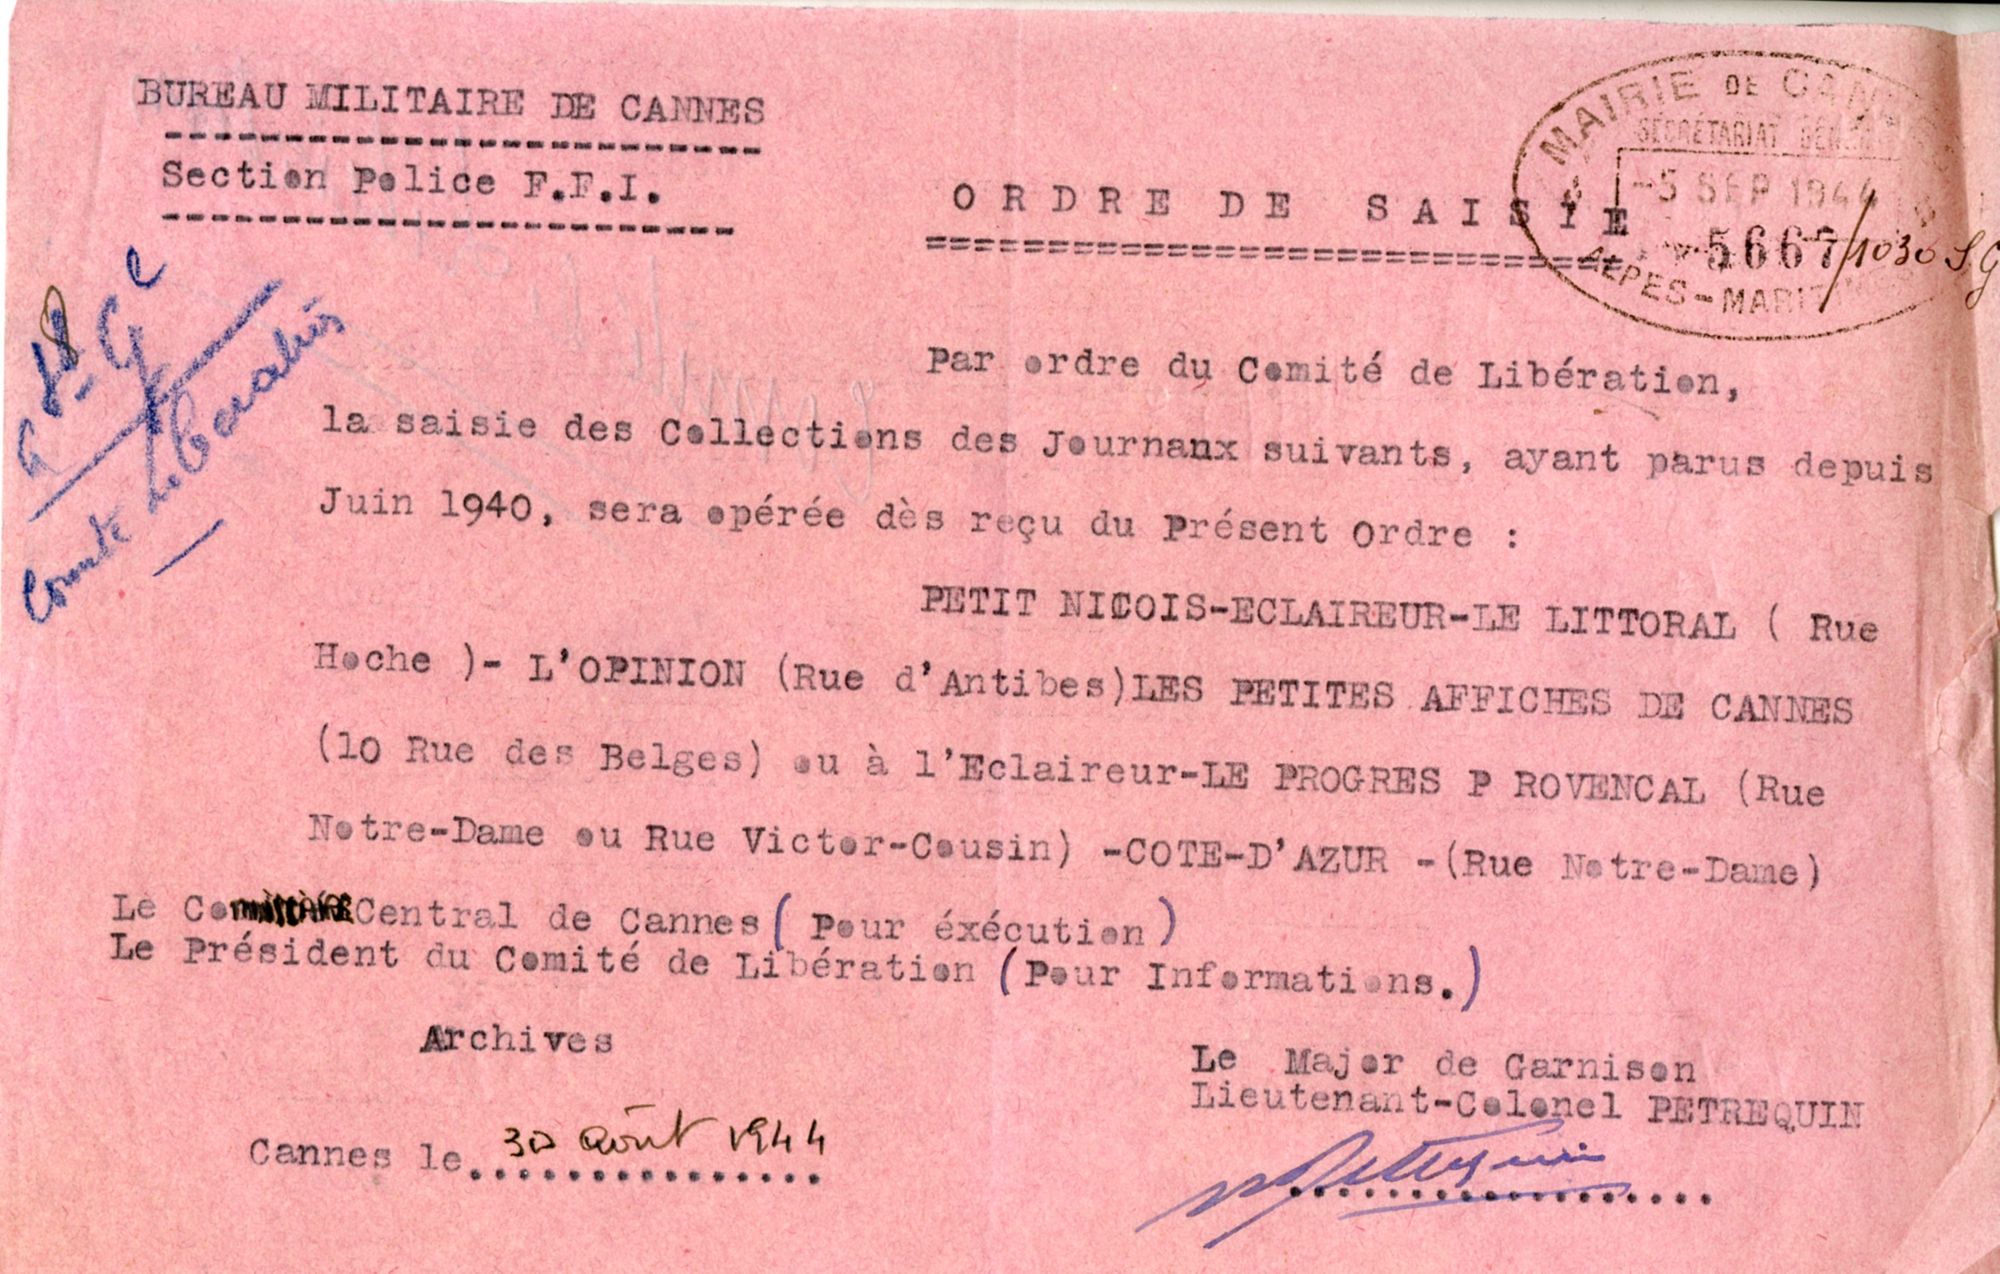 BUREAU MILITAIRE DE CANNES
Section Police F.F.I.
ORDRE DE SAISIE
MAIRIE DE CANNES
SECRÉTARIAT GÉNÉRAL
-5 SEP 1944
5667/1030 SG
ALPES-MARITIMES
Par ordre du Comité de Libération,
la saisie des Collections des Journaux suivants, ayant parus depuis
Juin 1940, sera opérée dès reçu du Présent Ordre :
PETIT NICOIS-ECLAIREUR-LE LITTORAL ( Rue
Hoche )- L'OPINION (Rue d'Antibes)LES PETITES AFFICHES DE CANNES
(10 Rue des Belges) ou à l'Eclaireur-LE PROGRES P ROVENCAL (Rue
Notre-Dame ou Rue Victor-Cousin) -COTE-D'AZUR -(Rue Notre-Dame)
Le Commissaire Central de Cannes ( Pour éxécution )
Le Président du Comité de Libération (Pour Informations.)
Archives
Le Major de Garnison
Lieutenant-Colonel PETREQUIN
Cannes le 30 août 1944
Petrequin